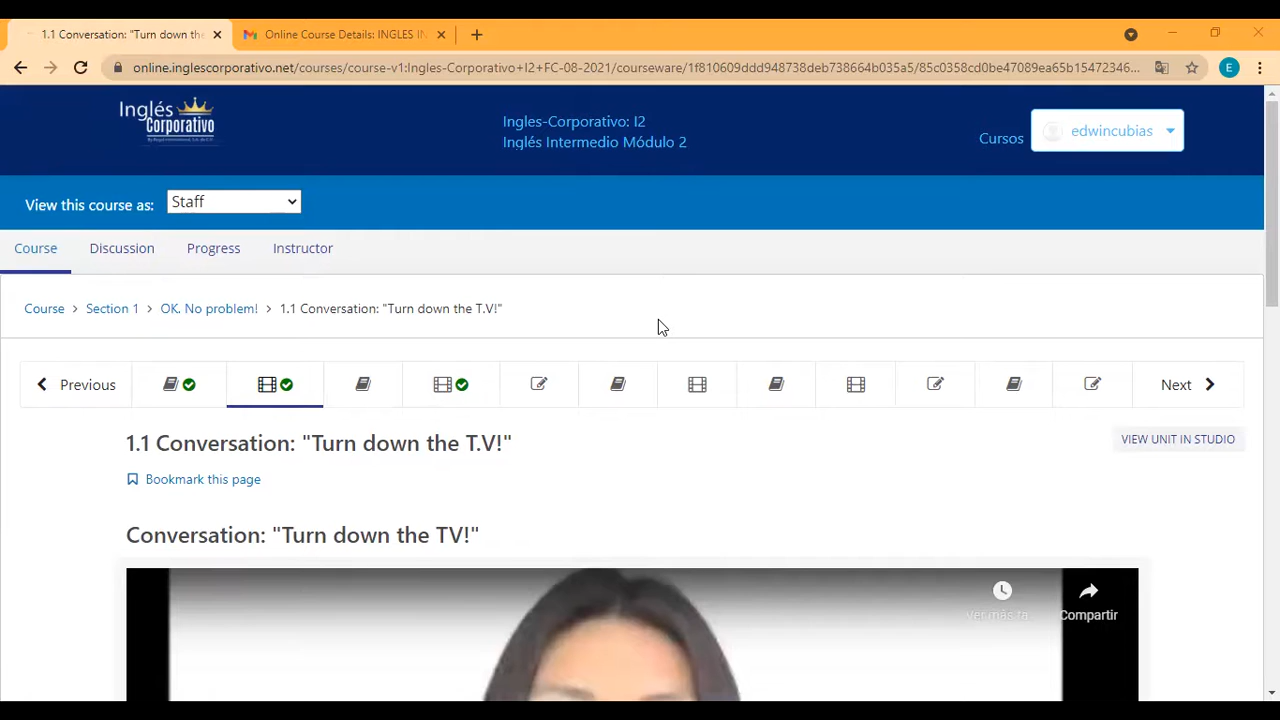 1.1 Conversation: "Turn down the
Online Course Details: INGLES IN
online.inglescorporativo.net/courses/course-v1:Ingles-Corporativo+I2+FC-08-2021/courseware/1f810609ddd948738deb738664b035a5/85c0358cd0be47089ea65b15472346...
E
Inglés
Corporativo
Ingles-Corporativo: I2
Inglés Intermedio Módulo 2
Cursos
edwincubias
View this course as:
Staff
Course
Discussion
Progress
Instructor
Course > Section 1 > OK. No problem! > 1.1 Conversation: "Turn down the T.V!"
Previous
Next
1.1 Conversation: "Turn down the T.V!"
VIEW UNIT IN STUDIO
Bookmark this page
Conversation: "Turn down the TV!"
Ver más ta
Compartir